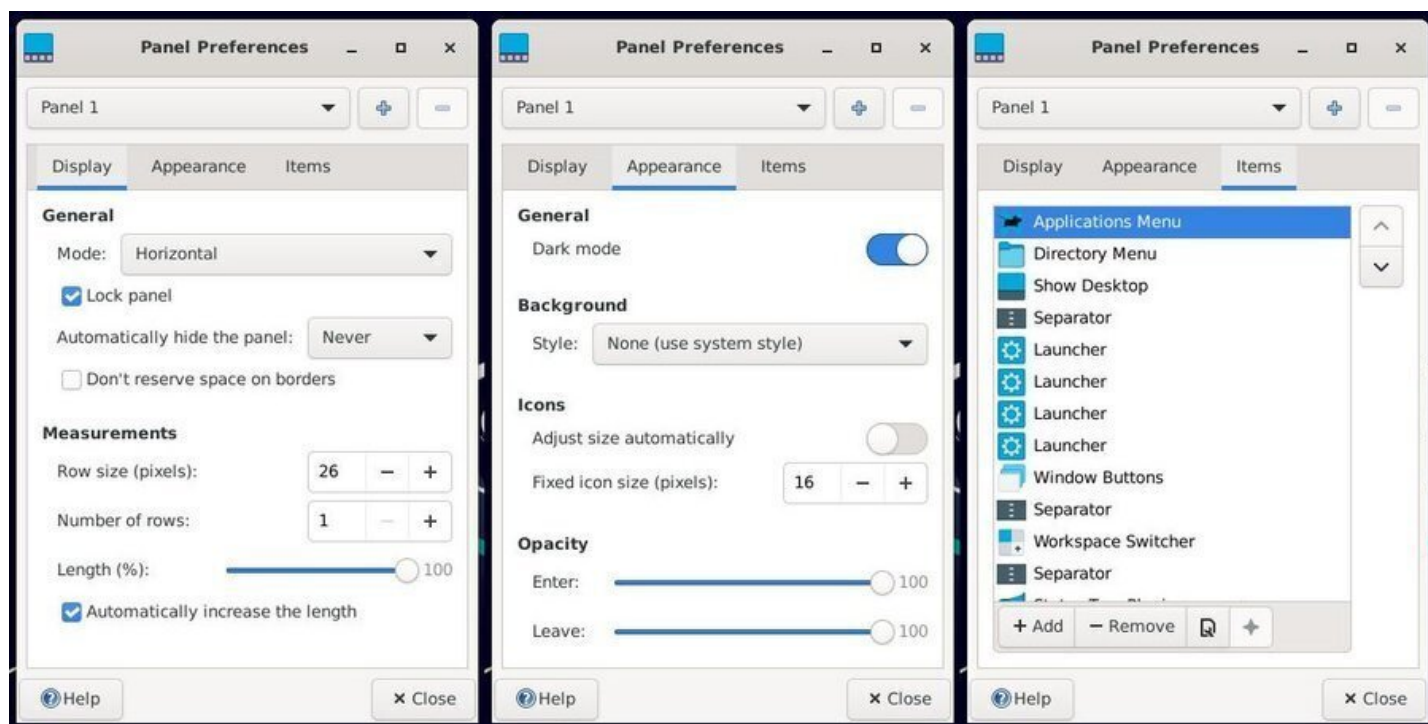 Panel Preferences
Panel 1
Display Appearance Items
General
Mode: Horizontal
Lock panel
Automatically hide the panel: Never
Don't reserve space on borders
Measurements
Row size (pixels): 26
Number of rows: 1
Length (%): 100
Automatically increase the length
Help
Close
Panel Preferences
Panel 1
Display Appearance Items
General
Dark mode
Background
Style: None (use system style)
Icons
Adjust size automatically
Fixed icon size (pixels): 16
Opacity
Enter: 100
Leave: 100
Help
Close
Panel Preferences
Panel 1
Display Appearance Items
Applications Menu
Directory Menu
Show Desktop
Separator
Launcher
Launcher
Launcher
Launcher
Window Buttons
Separator
Workspace Switcher
Separator
Add Remove
Help
Close